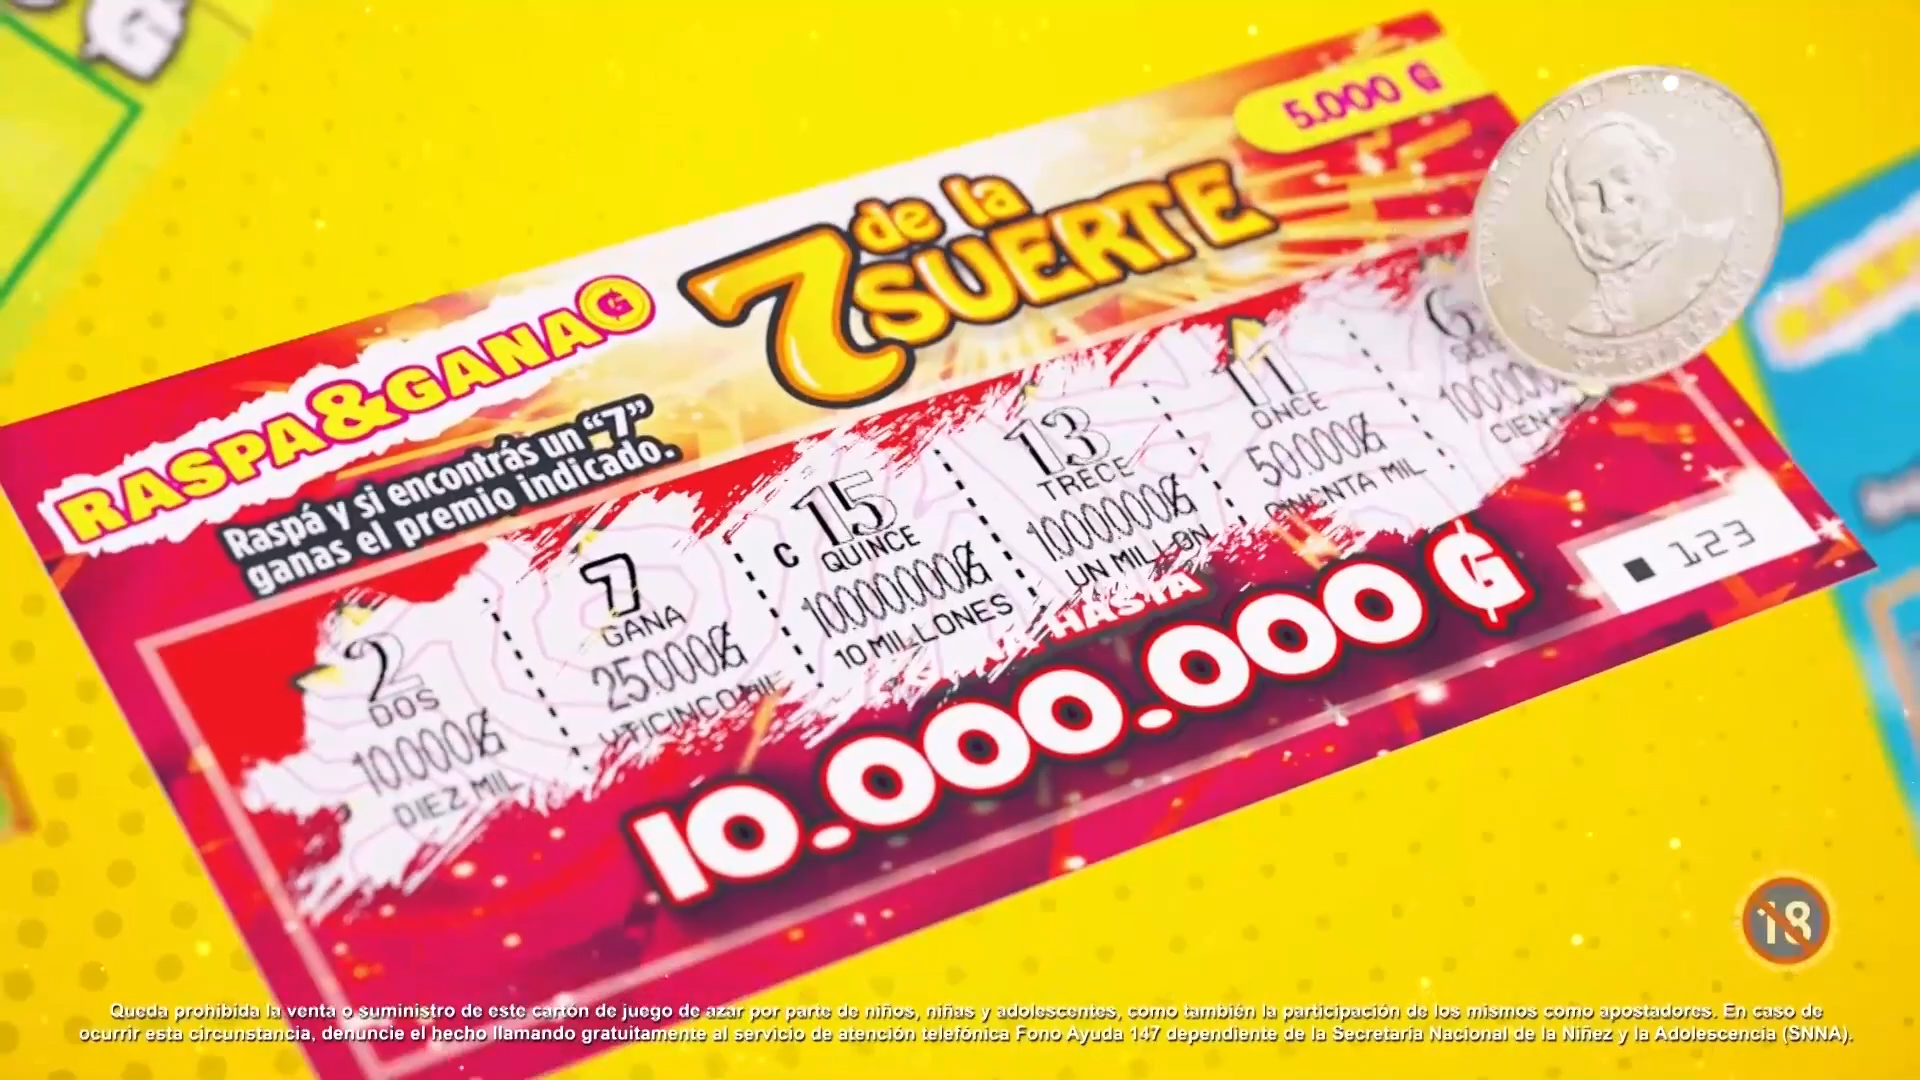 5.000 ₲
7 de la SUERTE
RASPA&GANA ₲
Raspá y si encontrás un “7”
ganas el premio indicado.
2
DOS
10.000₲
DIEZ MIL
7
GANA
25.000₲
C 15
QUINCE
10.000.000₲
10 MILLONES
13
TRECE
1.000.000₲
UN MILLON
11
ONCE
50.000₲
MIL
HASTA
10.000.000 ₲
123
18
Queda prohibida la venta o suministro de este cartón de juego de azar por parte de niños, niñas y adolescentes, como también la participación de los mismos como apostadores. En caso de
ocurrir esta circunstancia, denuncie el hecho llamando gratuitamente al servicio de atención telefónica Fono Ayuda 147 dependiente de la Secretaria Nacional de la Niñez y la Adolescencia (SNNA).